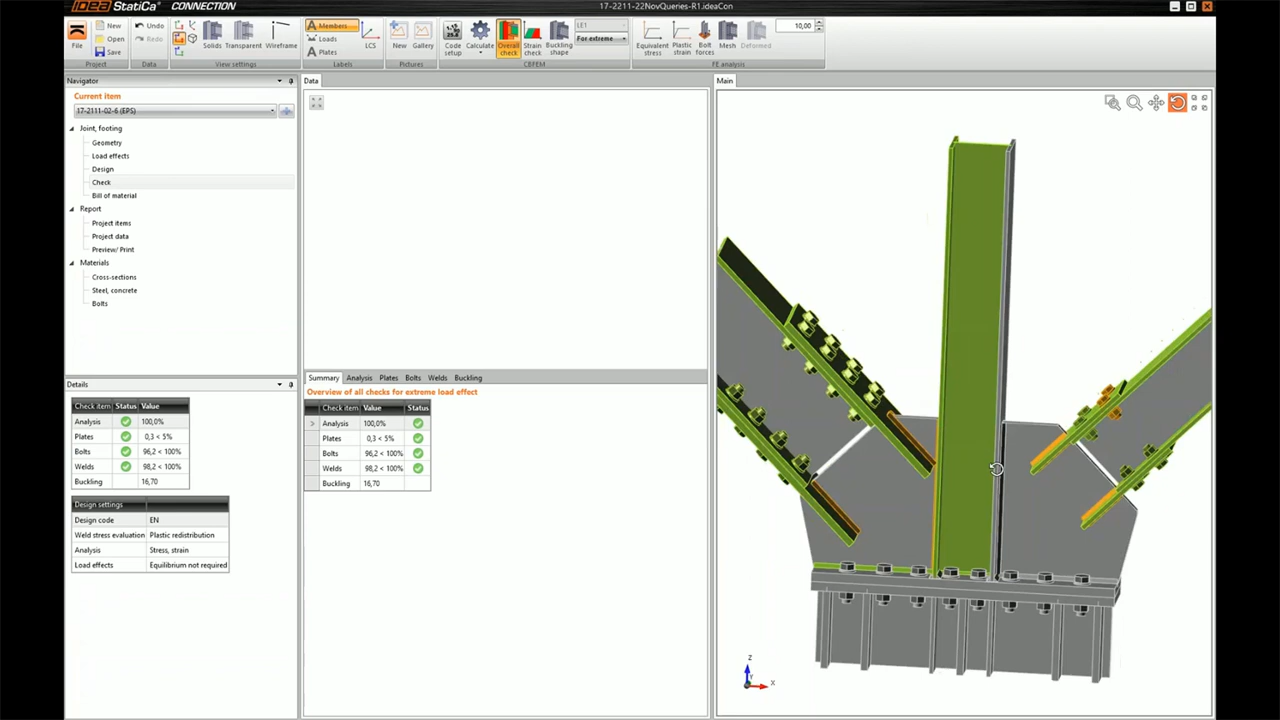 IDEA StatiCa CONNECTION
17-2211-22NovQueries-R1.ideaCon
File
New
Open
Save
Project
Undo
Redo
Data
Solids Transparent Wireframe
View settings
Members
Loads
Plates
LCS
Labels
New Gallery
Pictures
Code setup Calculate Overall check Strain check Buckling shape
LE1
For extreme
CBFEM
Equivalent stress Plastic strain Bolt forces Mesh Deformed
10,00
FE analysis
Navigator
Current item
17-2111-02-6 (EPS)
Joint, footing
Geometry
Load effects
Design
Check
Bill of material
Report
Project items
Project data
Preview/ Print
Materials
Cross-sections
Steel, concrete
Bolts
Details
Check item Status Value
Analysis 100,0%
Plates 0,3 < 5%
Bolts 96,2 < 100%
Welds 98,2 < 100%
Buckling 16,70
Design settings
Design code EN
Weld stress evaluation Plastic redistribution
Analysis Stress, strain
Load effects Equilibrium not required
Data
Summary Analysis Plates Bolts Welds Buckling
Overview of all checks for extreme load effect
Check item Value Status
> Analysis 100,0%
Plates 0,3 < 5%
Bolts 96,2 < 100%
Welds 98,2 < 100%
Buckling 16,70
Main
Z
Y
X